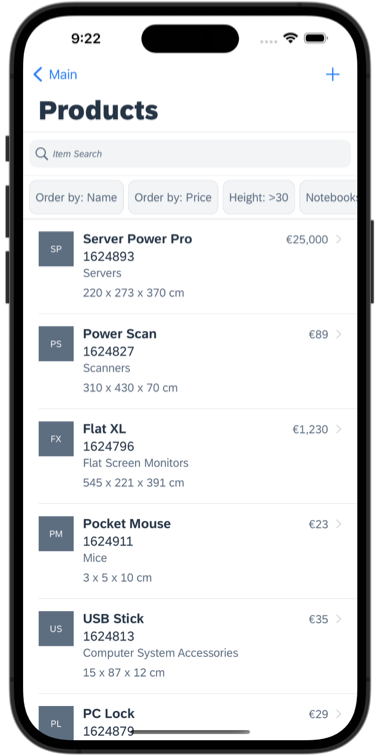 9:22
Main
Products
Item Search
Order by: Name Order by: Price Height: >30 Notebooks
SP
Server Power Pro
€25,000
1624893
Servers
220 x 273 x 370 cm
PS
Power Scan
€89
1624827
Scanners
310 x 430 x 70 cm
FX
Flat XL
€1,230
1624796
Flat Screen Monitors
545 x 221 x 391 cm
PM
Pocket Mouse
€23
1624911
Mice
3 x 5 x 10 cm
US
USB Stick
€35
1624813
Computer System Accessories
15 x 87 x 12 cm
PL
PC Lock
€29
1624879